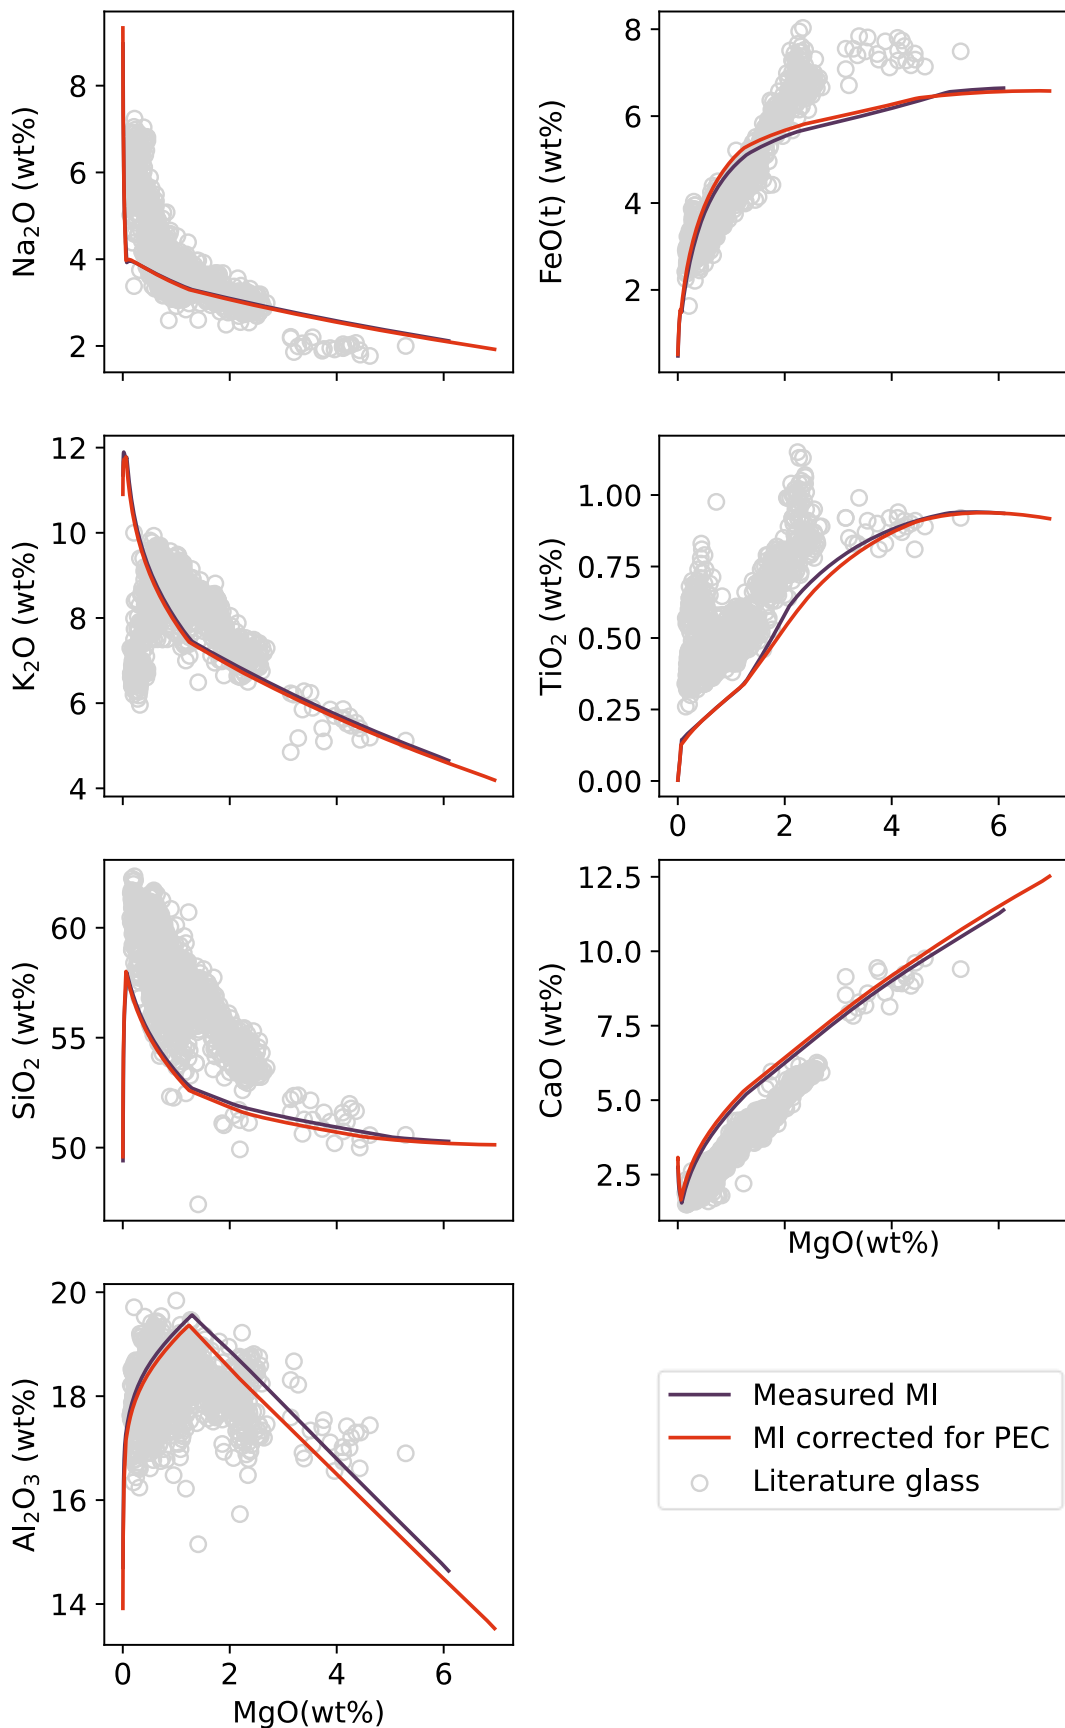 Na₂O (wt%)
8
6
4
2
FeO(t) (wt%)
8
6
4
2
K₂O (wt%)
12
10
8
6
4
TiO₂ (wt%)
1.00
0.75
0.50
0.25
0.00
0 2 4 6
SiO₂ (wt%)
60
55
50
CaO (wt%)
12.5
10.0
7.5
5.0
2.5
MgO(wt%)
Al₂O₃ (wt%)
20
18
16
14
0 2 4 6
MgO(wt%)
Measured MI
MI corrected for PEC
Literature glass